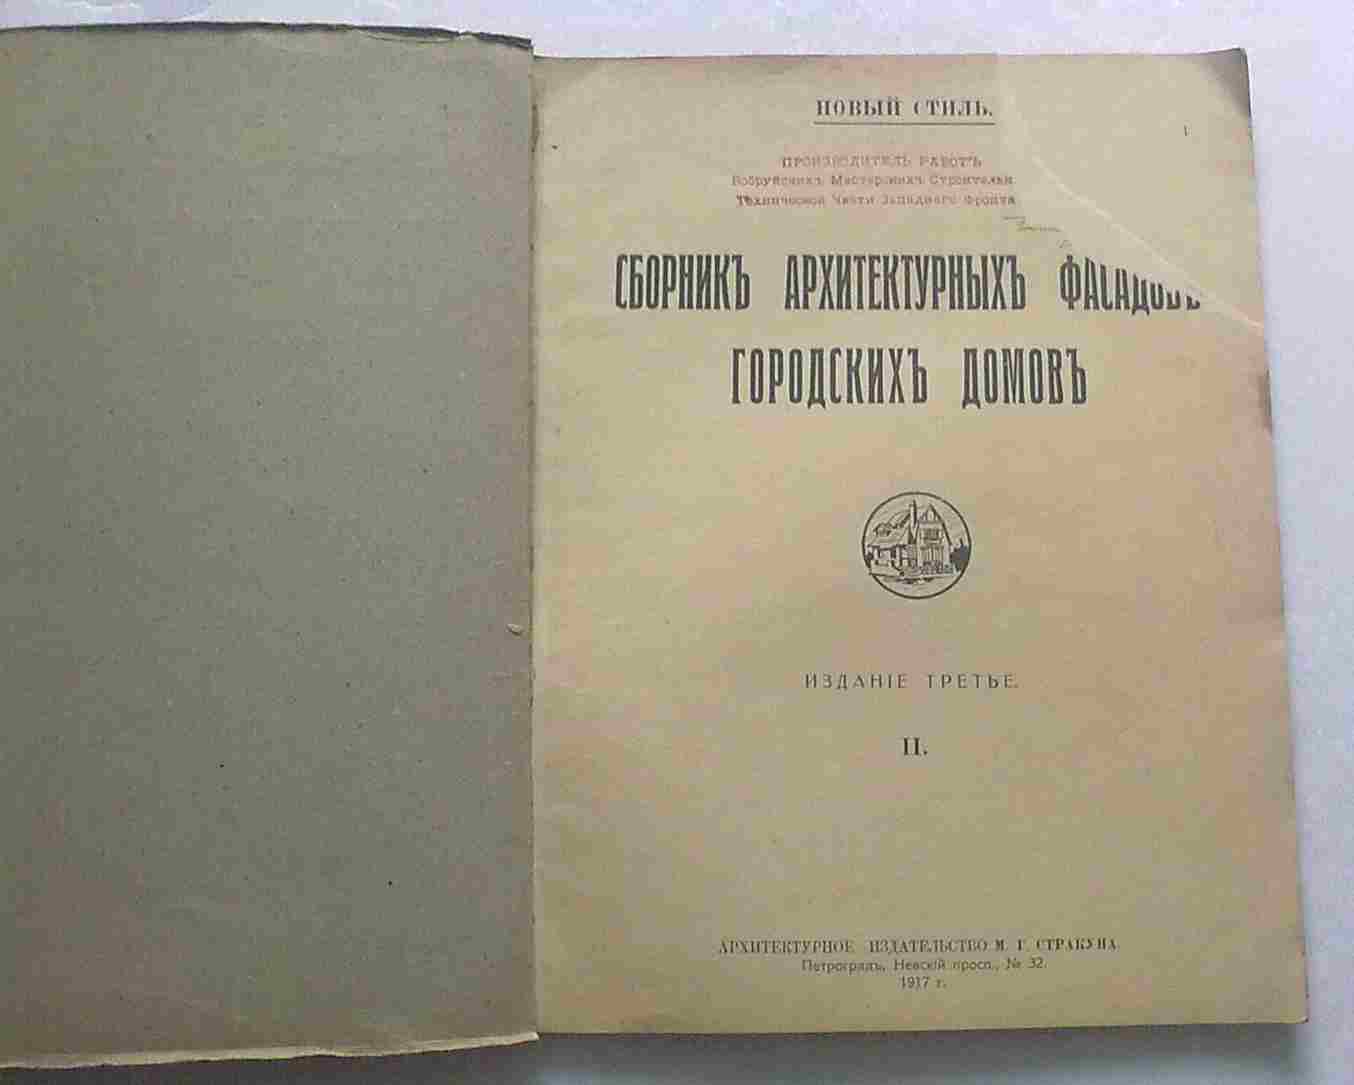 НОВЫЙ СТИЛЬ.
ПРОИЗВОДИТЕЛЬ РАБОТЪ
Бобруйскихъ Мастерскихъ Строительн
Технической Части Западнаго Фронта
СБОРНИКЪ АРХИТЕКТУРНЫХЪ ФАСАДОВЪ
ГОРОДСКИХЪ ДОМОВЪ
ИЗДАНІЕ ТРЕТЬЕ.
II.
АРХИТЕКТУРНОЕ ИЗДАТЕЛЬСТВО М. Г. СТРАКУНА.
Петроградъ, Невскій просп., № 32.
1917 г.